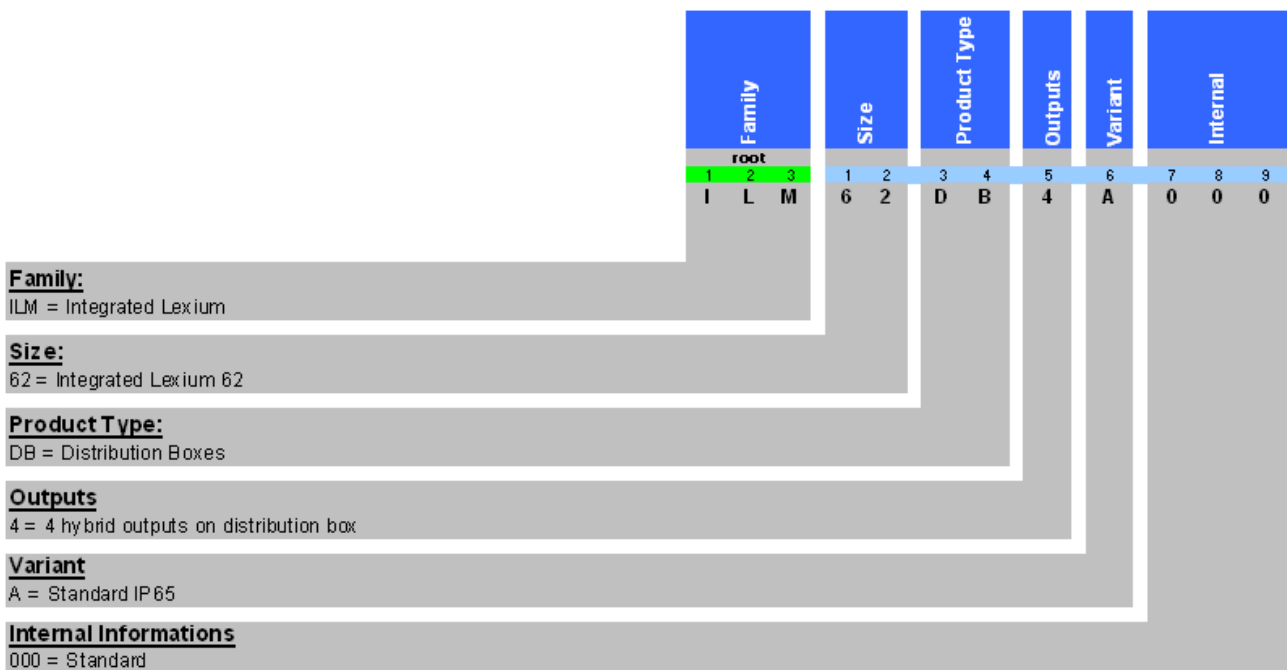 Family
Size
Product Type
Outputs
Variant
Internal
root
1 2 3 1 2 3 4 5 6 7 8 9
I L M 6 2 D B 4 A 0 0 0
Family:
ILM = Integrated Lexium
Size:
62 = Integrated Lexium 62
Product Type:
DB = Distribution Boxes
Outputs
4 = 4 hybrid outputs on distribution box
Variant
A = Standard IP65
Internal Informations
000 = Standard